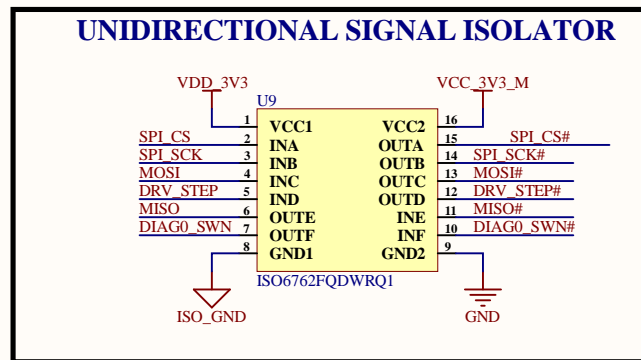 UNIDIRECTIONAL SIGNAL ISOLATOR
VDD_3V3
VCC_3V3_M
U9
1 VCC1 VCC2 16
SPI_CS 2 INA OUTA 15 SPI_CS#
SPI_SCK 3 INB OUTB 14 SPI_SCK#
MOSI 4 INC OUTC 13 MOSI#
DRV_STEP 5 IND OUTD 12 DRV_STEP#
MISO 6 OUTE INE 11 MISO#
DIAG0_SWN 7 OUTF INF 10 DIAG0_SWN#
8 GND1 GND2 9
ISO6762FQDWRQ1
ISO_GND
GND